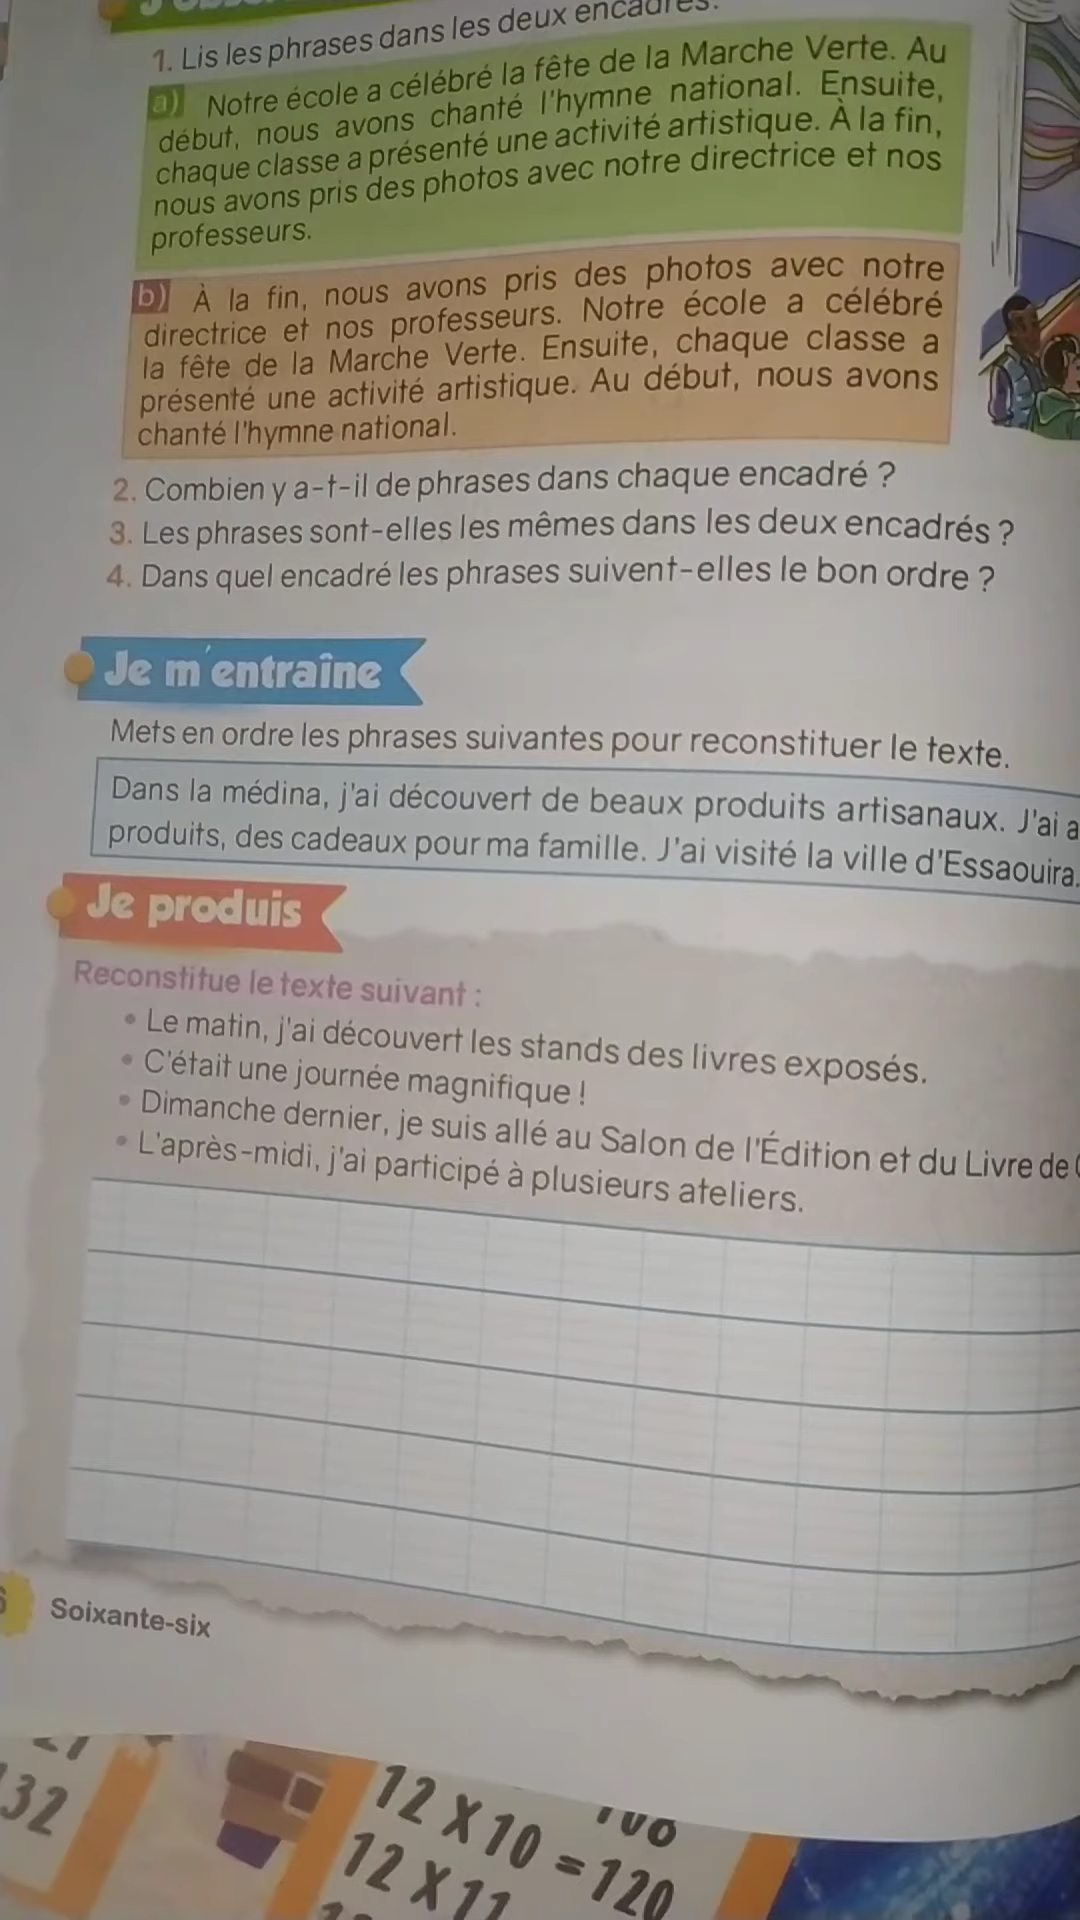 1. Lis les phrases dans les deux encadrés.
a) Notre école a célébré la fête de la Marche Verte. Au
début, nous avons chanté l'hymne national. Ensuite,
chaque classe a présenté une activité artistique. À la fin,
nous avons pris des photos avec notre directrice et nos
professeurs.
b) À la fin, nous avons pris des photos avec notre
directrice et nos professeurs. Notre école a célébré
la fête de la Marche Verte. Ensuite, chaque classe a
présenté une activité artistique. Au début, nous avons
chanté l'hymne national.
2. Combien y a-t-il de phrases dans chaque encadré ?
3. Les phrases sont-elles les mêmes dans les deux encadrés ?
4. Dans quel encadré les phrases suivent-elles le bon ordre ?
Je m'entraîne
Mets en ordre les phrases suivantes pour reconstituer le texte.
Dans la médina, j'ai découvert de beaux produits artisanaux. J'ai a
produits, des cadeaux pour ma famille. J'ai visité la ville d'Essaouira.
Je produis
Reconstitue le texte suivant :
• Le matin, j'ai découvert les stands des livres exposés.
• C'était une journée magnifique !
• Dimanche dernier, je suis allé au Salon de l'Édition et du Livre de
• L'après-midi, j'ai participé à plusieurs ateliers.
Soixante-six
32
12 X 10 = 120
12 X 11